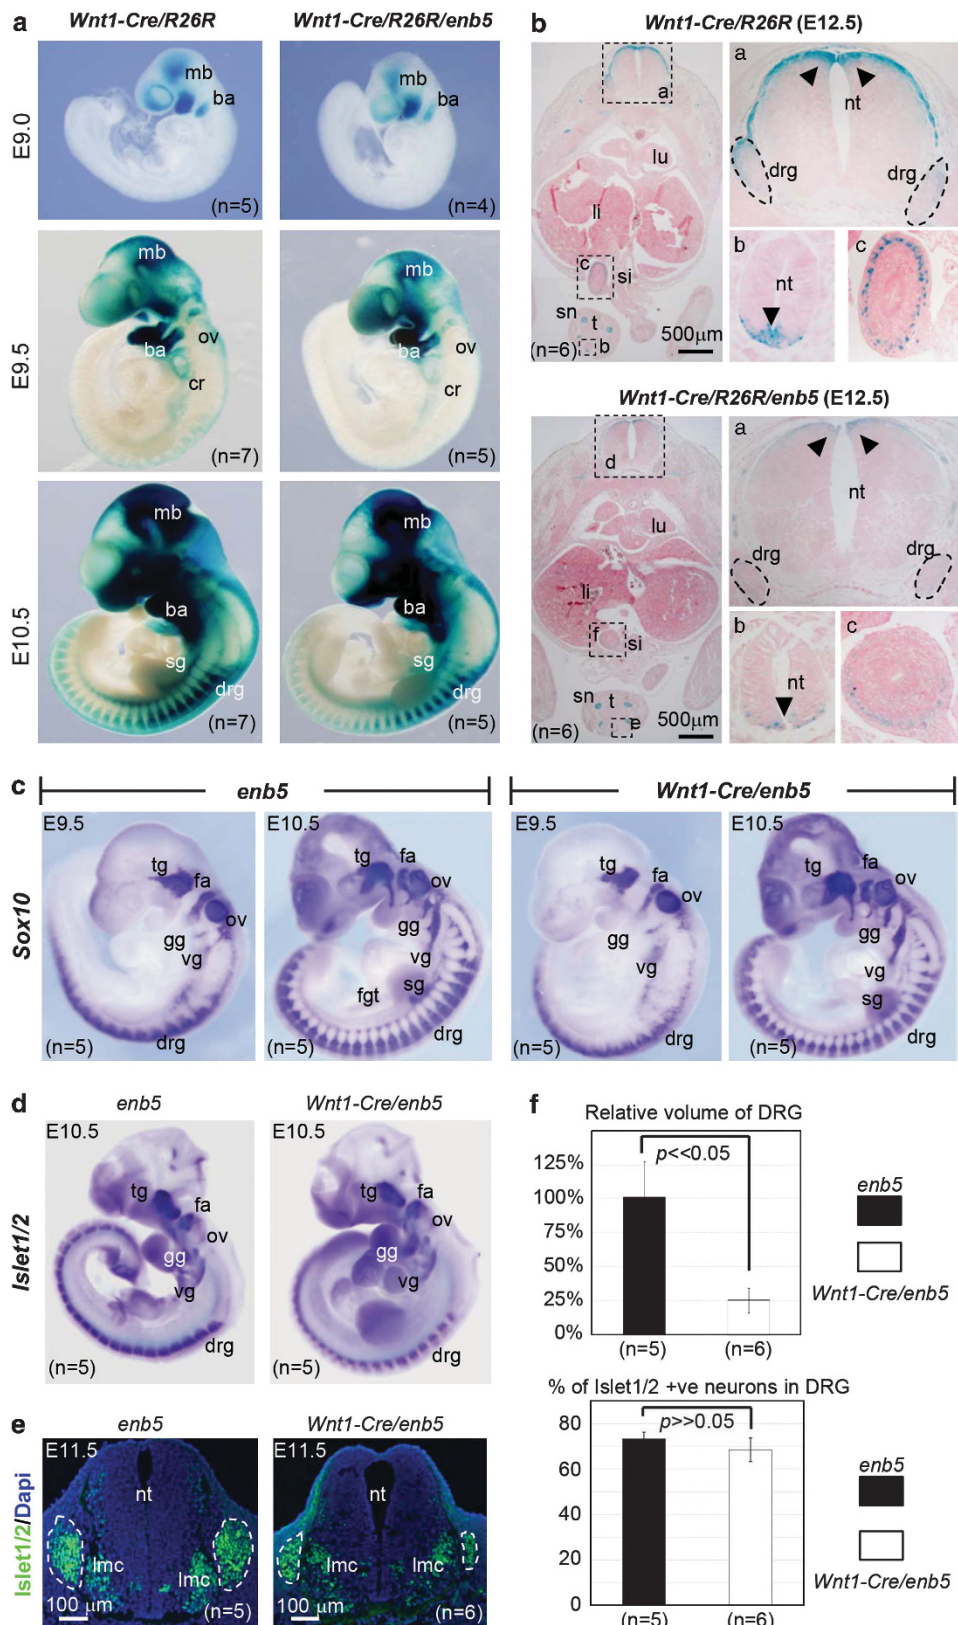 a
Wnt1-Cre/R26R
Wnt1-Cre/R26R/enb5
E9.0
mb
ba
(n=5)
mb
ba
(n=4)
E9.5
mb
ba
ov
cr
(n=7)
mb
ba
ov
cr
(n=5)
E10.5
mb
ba
sg
drg
(n=7)
mb
ba
sg
drg
(n=5)
b
Wnt1-Cre/R26R (E12.5)
a
lu
li
c
si
sn
t
b
(n=6)
500μm
a
nt
drg
drg
b
nt
c
Wnt1-Cre/R26R/enb5 (E12.5)
d
lu
li
f
si
sn
t
e
(n=6)
500μm
a
nt
drg
drg
b
nt
c
c
enb5
Wnt1-Cre/enb5
Sox10
E9.5
tg
fa
ov
gg
vg
drg
(n=5)
E10.5
tg
fa
ov
gg
vg
sg
fgt
drg
(n=5)
E9.5
tg
fa
ov
gg
vg
drg
(n=5)
E10.5
tg
fa
ov
gg
vg
sg
drg
(n=5)
d
enb5
Wnt1-Cre/enb5
Islet1/2
E10.5
tg
fa
ov
gg
vg
drg
(n=5)
E10.5
tg
fa
ov
gg
vg
drg
(n=5)
e
enb5
Wnt1-Cre/enb5
Islet1/2/Dapi
E11.5
nt
lmc
lmc
100 μm
(n=5)
E11.5
nt
lmc
lmc
100 μm
(n=6)
f
Relative volume of DRG
125%
100%
75%
50%
25%
0%
p<<0.05
(n=5)
(n=6)
enb5
Wnt1-Cre/enb5
% of Islet1/2 +ve neurons in DRG
80
60
40
20
0
p>>0.05
(n=5)
(n=6)
enb5
Wnt1-Cre/enb5